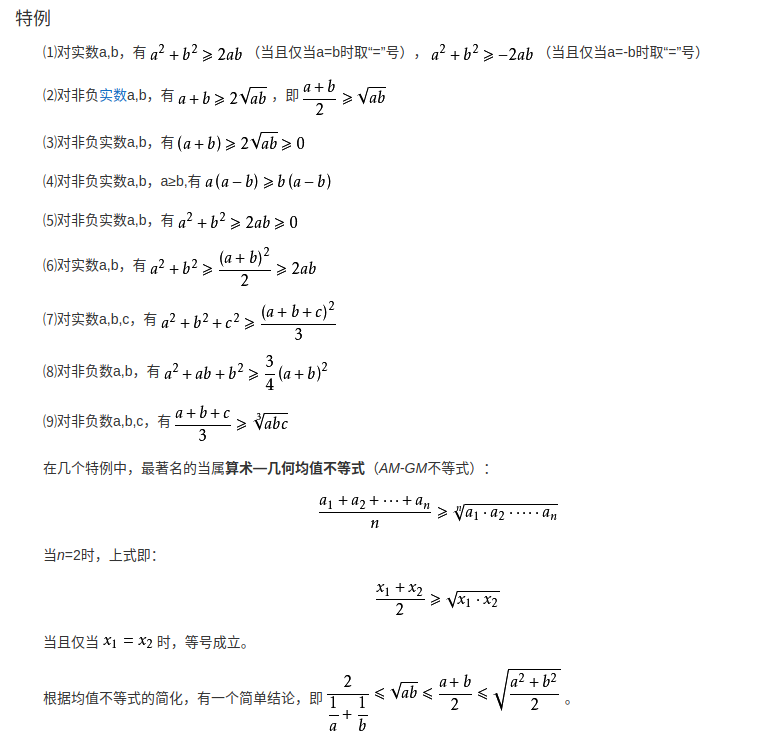 特例
⑴对实数a,b，有 $a^2+b^2 \geqslant 2ab$ （当且仅当a=b时取“=”号），$a^2+b^2 \geqslant -2ab$ （当且仅当a=-b时取“=”号）
⑵对非负实数a,b，有 $a+b \geqslant 2\sqrt{ab}$ ，即 $\frac{a+b}{2} \geqslant \sqrt{ab}$
⑶对非负实数a,b，有 $(a+b) \geqslant 2\sqrt{ab} \geqslant 0$
⑷对非负实数a,b，a≥b,有 $a(a-b) \geqslant b(a-b)$
⑸对非负实数a,b，有 $a^2+b^2 \geqslant 2ab \geqslant 0$
⑹对实数a,b，有 $a^2+b^2 \geqslant \frac{(a+b)^2}{2} \geqslant 2ab$
⑺对实数a,b,c，有 $a^2+b^2+c^2 \geqslant \frac{(a+b+c)^2}{3}$
⑻对非负数a,b，有 $a^2+ab+b^2 \geqslant \frac{3}{4}(a+b)^2$
⑼对非负数a,b,c，有 $\frac{a+b+c}{3} \geqslant \sqrt[3]{abc}$
在几个特例中，最著名的当属算术—几何均值不等式（AM-GM不等式）：
$\frac{a_1+a_2+\cdots+a_n}{n} \geqslant \sqrt[n]{a_1 \cdot a_2 \cdot \cdots \cdot a_n}$
当n=2时，上式即：
$\frac{x_1+x_2}{2} \geqslant \sqrt{x_1 \cdot x_2}$
当且仅当 $x_1 = x_2$ 时，等号成立。
根据均值不等式的简化，有一个简单结论，即 $\frac{2}{\frac{1}{a}+\frac{1}{b}} \leqslant \sqrt{ab} \leqslant \frac{a+b}{2} \leqslant \sqrt{\frac{a^2+b^2}{2}}$ 。